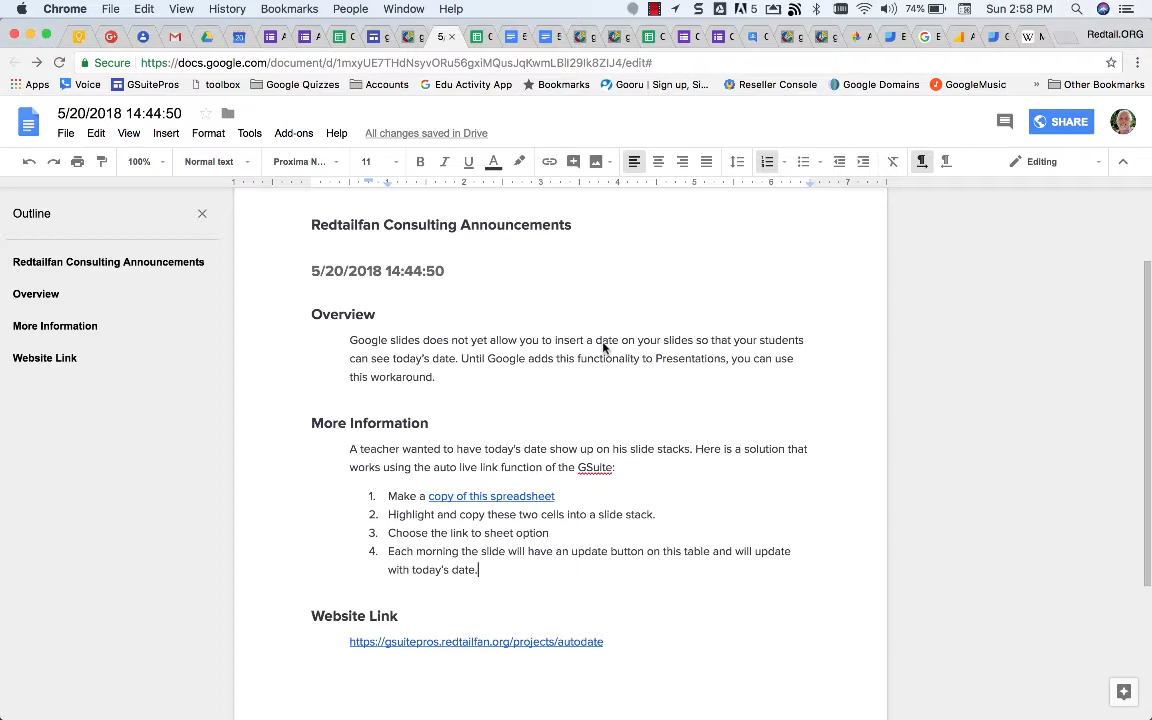 Chrome File Edit View History Bookmarks People Window Help 5 74% Sun 2:58 PM
Redtail.ORG
Secure https://docs.google.com/document/d/1mxyUE7THdNsyvORu56gxiMQusJqKwmLBlI29Ik8ZIJ4/edit#
Apps Voice GSuitePros toolbox Google Quizzes Accounts Edu Activity App Bookmarks Gooru | Sign up, Si... Reseller Console Google Domains GoogleMusic » Other Bookmarks
5/20/2018 14:44:50
File Edit View Insert Format Tools Add-ons Help All changes saved in Drive
SHARE
100% Normal text Proxima N... 11 B I U A Editing
1 1 2 3 4 5 6 7
Outline
Redtailfan Consulting Announcements
Overview
More Information
Website Link
Redtailfan Consulting Announcements
5/20/2018 14:44:50
Overview
Google slides does not yet allow you to insert a date on your slides so that your students
can see today's date. Until Google adds this functionality to Presentations, you can use
this workaround.
More Information
A teacher wanted to have today's date show up on his slide stacks. Here is a solution that
works using the auto live link function of the GSuite:
1. Make a copy of this spreadsheet
2. Highlight and copy these two cells into a slide stack.
3. Choose the link to sheet option
4. Each morning the slide will have an update button on this table and will update
with today's date.
Website Link
https://gsuitepros.redtailfan.org/projects/autodate